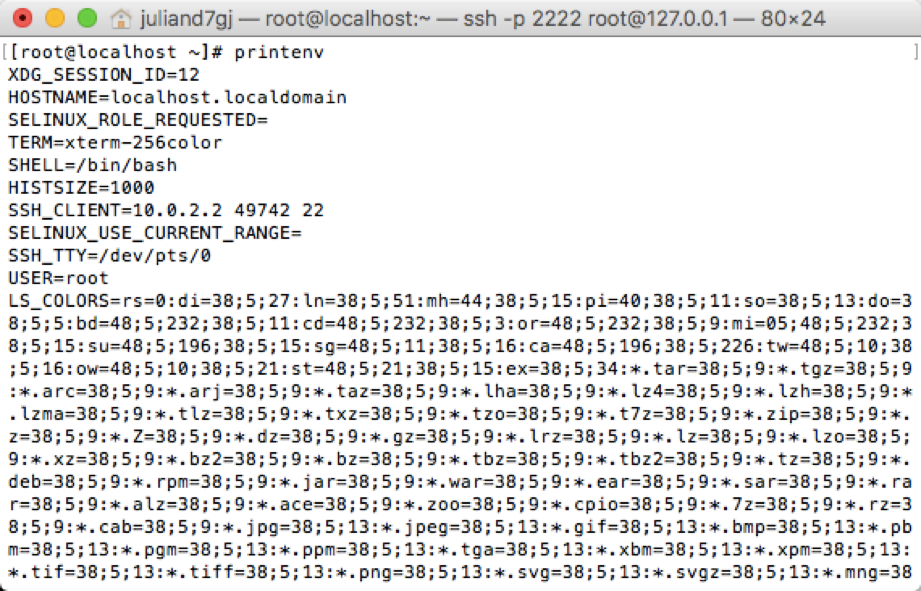 juliand7gj — root@localhost:~ — ssh -p 2222 root@127.0.0.1 — 80×24
[[root@localhost ~]# printenv ]
XDG_SESSION_ID=12
HOSTNAME=localhost.localdomain
SELINUX_ROLE_REQUESTED=
TERM=xterm-256color
SHELL=/bin/bash
HISTSIZE=1000
SSH_CLIENT=10.0.2.2 49742 22
SELINUX_USE_CURRENT_RANGE=
SSH_TTY=/dev/pts/0
USER=root
LS_COLORS=rs=0:di=38;5;27:ln=38;5;51:mh=44;38;5;15:pi=40;38;5;11:so=38;5;13:do=3
8;5;5:bd=48;5;232;38;5;11:cd=48;5;232;38;5;3:or=48;5;232;38;5;9:mi=05;48;5;232;3
8;5;15:su=48;5;196;38;5;15:sg=48;5;11;38;5;16:ca=48;5;196;38;5;226:tw=48;5;10;38
;5;16:ow=48;5;10;38;5;21:st=48;5;21;38;5;15:ex=38;5;34:*.tar=38;5;9:*.tgz=38;5;9
:*.arc=38;5;9:*.arj=38;5;9:*.taz=38;5;9:*.lha=38;5;9:*.lz4=38;5;9:*.lzh=38;5;9:*
.lzma=38;5;9:*.tlz=38;5;9:*.txz=38;5;9:*.tzo=38;5;9:*.t7z=38;5;9:*.zip=38;5;9:*.
z=38;5;9:*.Z=38;5;9:*.dz=38;5;9:*.gz=38;5;9:*.lrz=38;5;9:*.lz=38;5;9:*.lzo=38;5;
9:*.xz=38;5;9:*.bz2=38;5;9:*.bz=38;5;9:*.tbz=38;5;9:*.tbz2=38;5;9:*.tz=38;5;9:*.
deb=38;5;9:*.rpm=38;5;9:*.jar=38;5;9:*.war=38;5;9:*.ear=38;5;9:*.sar=38;5;9:*.ra
r=38;5;9:*.alz=38;5;9:*.ace=38;5;9:*.zoo=38;5;9:*.cpio=38;5;9:*.7z=38;5;9:*.rz=3
8;5;9:*.cab=38;5;9:*.jpg=38;5;13:*.jpeg=38;5;13:*.gif=38;5;13:*.bmp=38;5;13:*.pb
m=38;5;13:*.pgm=38;5;13:*.ppm=38;5;13:*.tga=38;5;13:*.xbm=38;5;13:*.xpm=38;5;13:
*.tif=38;5;13:*.tiff=38;5;13:*.png=38;5;13:*.svg=38;5;13:*.svgz=38;5;13:*.mng=38